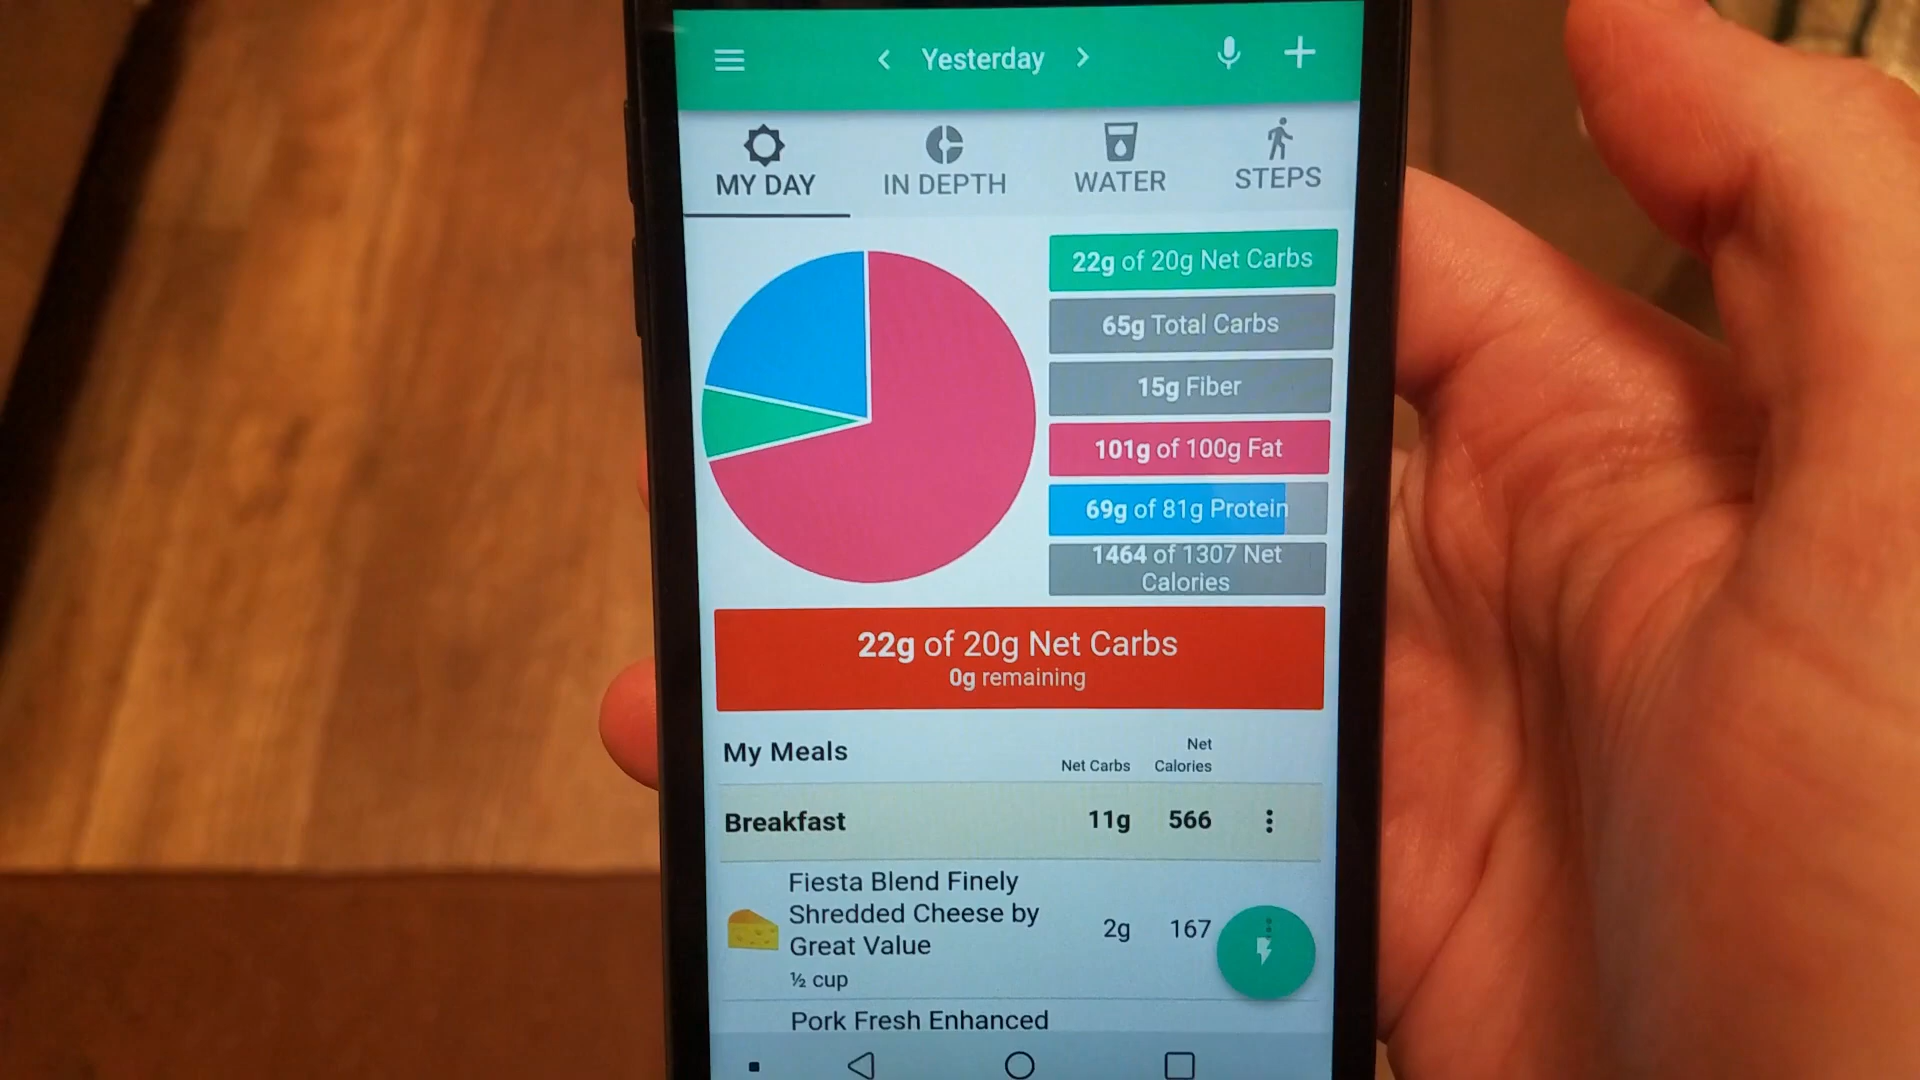 Yesterday
MY DAY
IN DEPTH
WATER
STEPS
22g of 20g Net Carbs
65g Total Carbs
15g Fiber
101g of 100g Fat
69g of 81g Protein
1464 of 1307 Net
Calories
22g of 20g Net Carbs
0g remaining
My Meals
Net Carbs
Net
Calories
Breakfast 11g 566
Fiesta Blend Finely
Shredded Cheese by
Great Value
2g 167
½ cup
Pork Fresh Enhanced